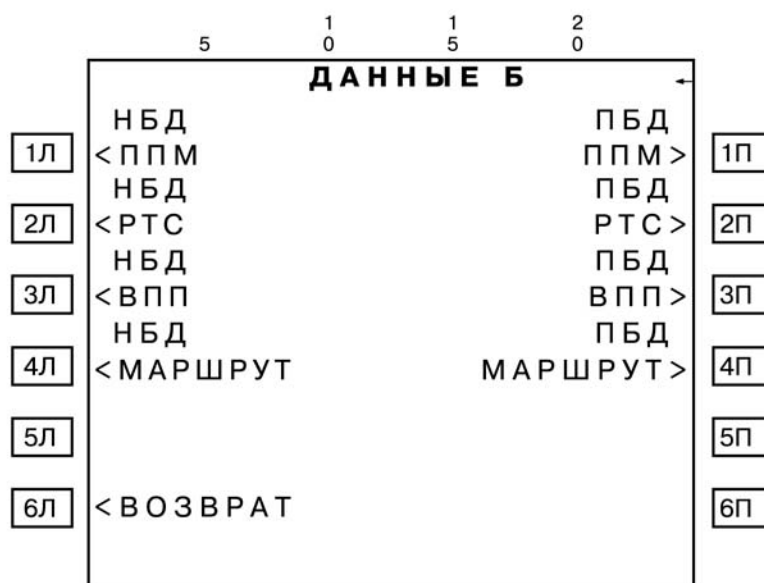 5 10 15 20
ДАННЫЕ Б ←
НБД ПБД
1Л <ППМ ППМ> 1П
НБД ПБД
2Л <РТС РТС> 2П
НБД ПБД
3Л <ВПП ВПП> 3П
НБД ПБД
4Л <МАРШРУТ МАРШРУТ> 4П
5Л 5П
6Л <ВОЗВРАТ 6П